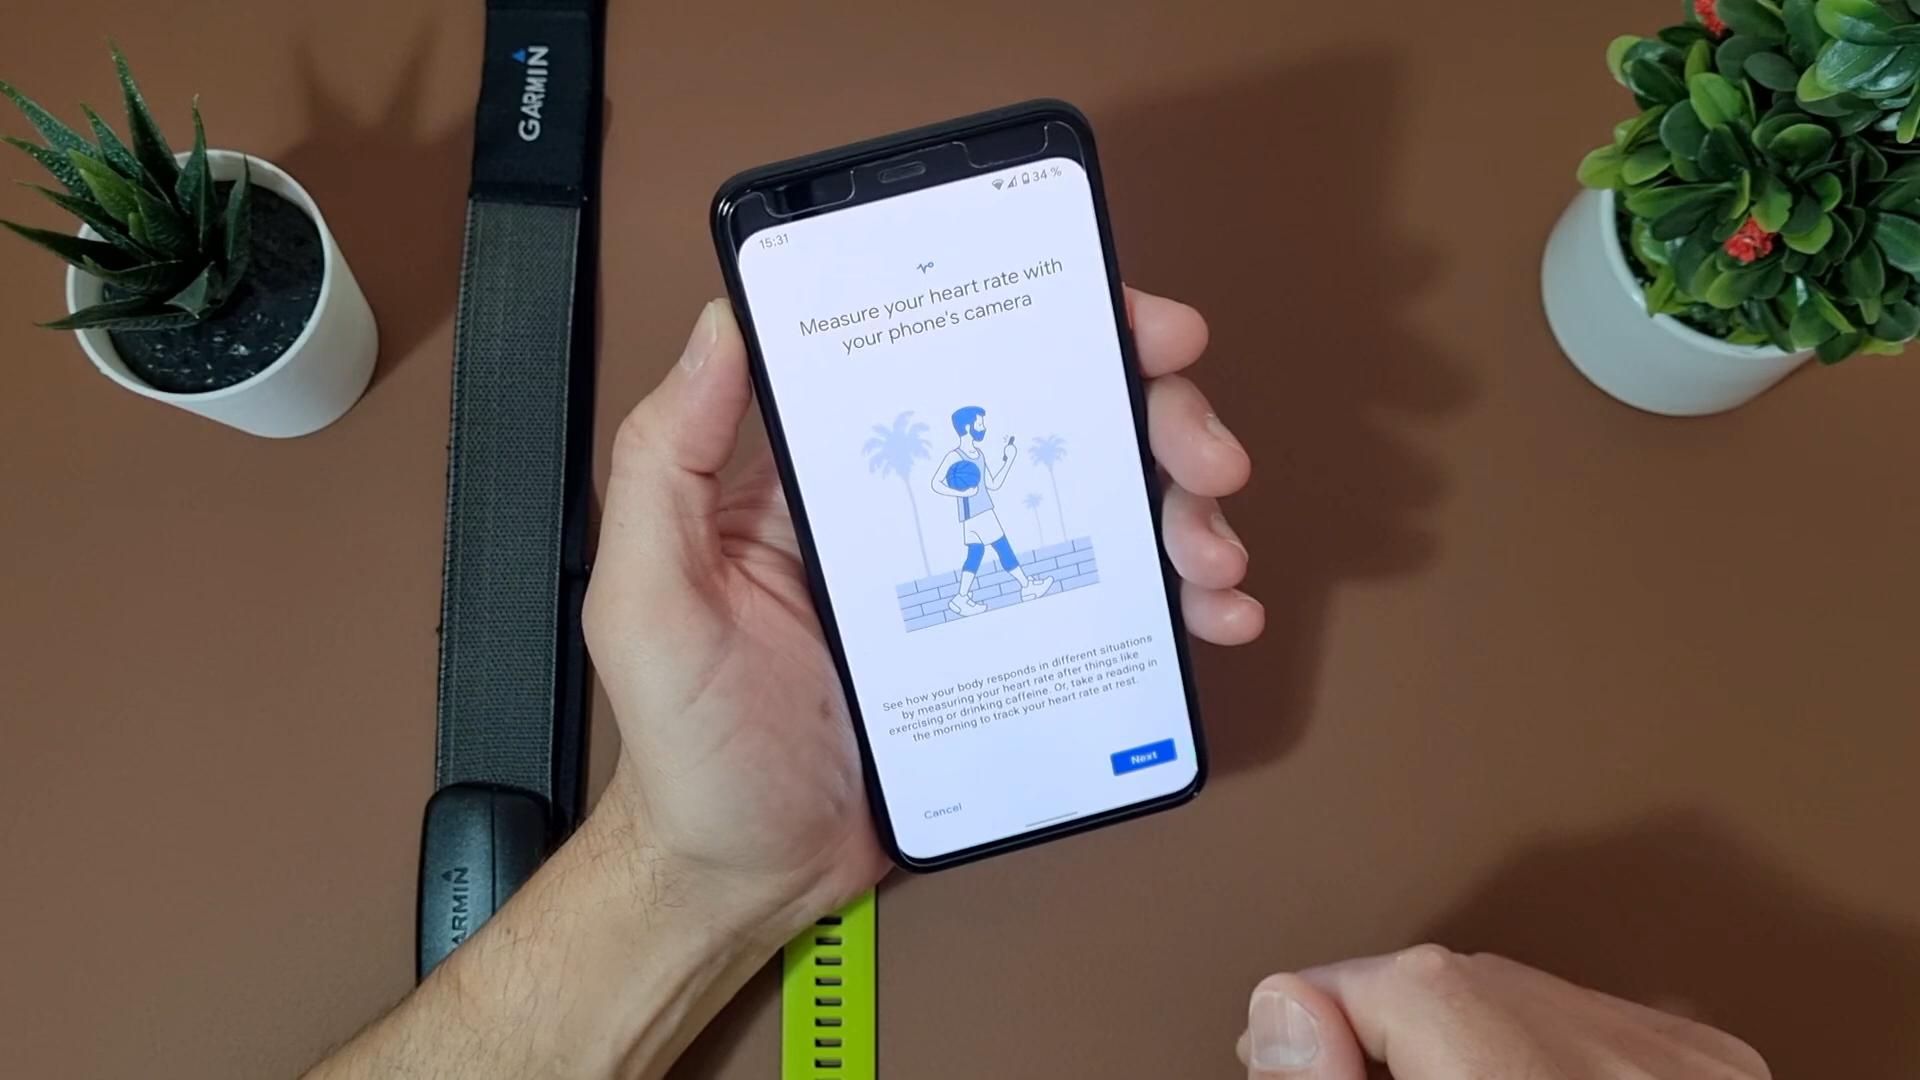 GARMIN
34 %
15:31
Measure your heart rate with
your phone's camera
See how your body responds in different situations
by measuring your heart rate after things like
exercising or drinking caffeine. Or, take a reading in
the morning to track your heart rate at rest.
Next
Cancel
ARMIN